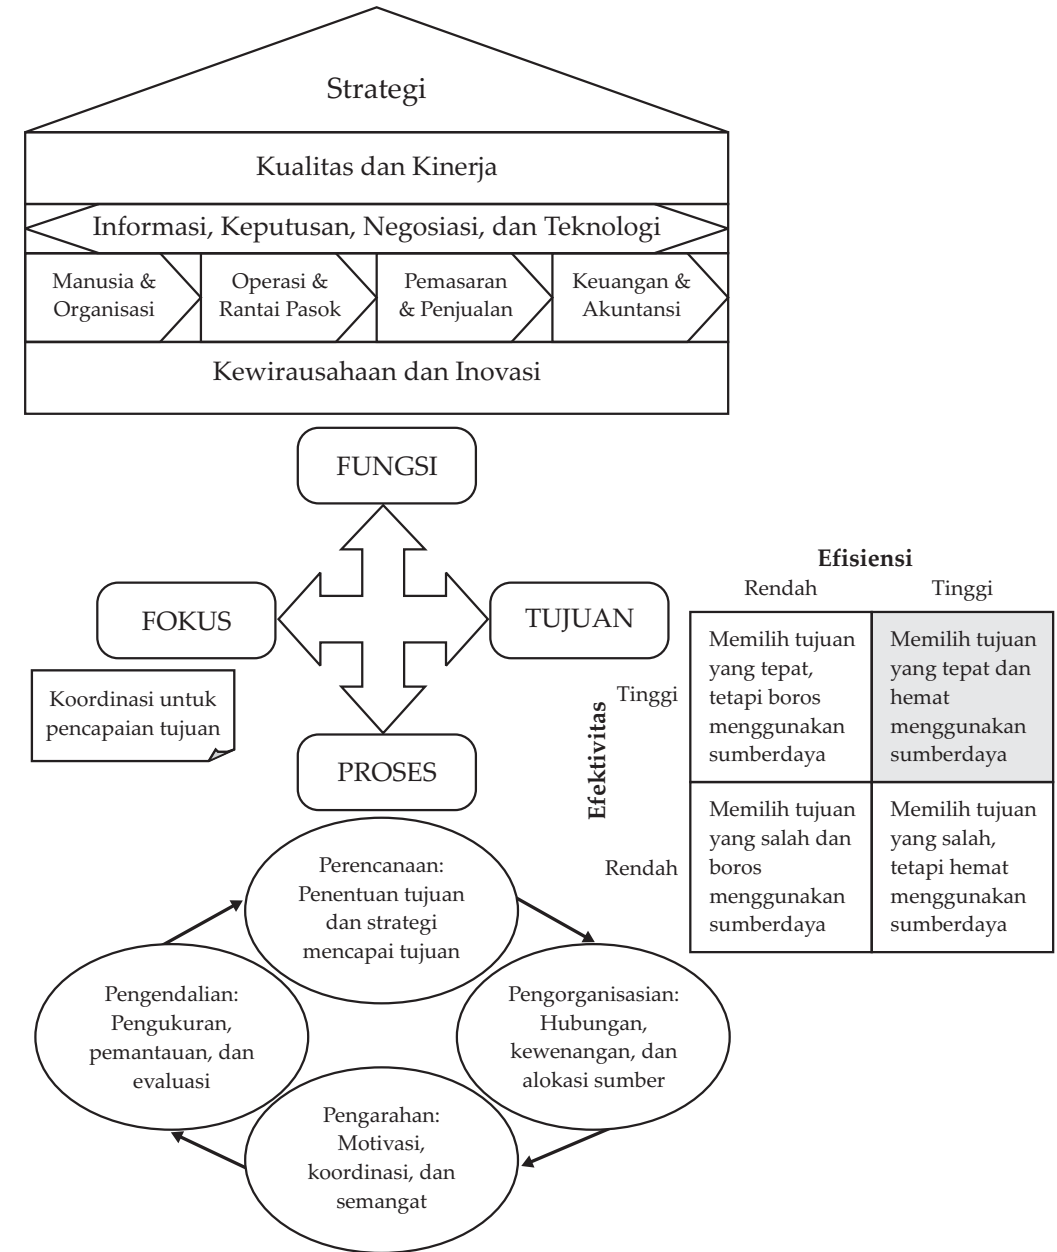 Strategi
Kualitas dan Kinerja
Informasi, Keputusan, Negosiasi, dan Teknologi
Manusia &
Organisasi
Operasi &
Rantai Pasok
Pemasaran
& Penjualan
Keuangan &
Akuntansi
Kewirausahaan dan Inovasi
FUNGSI
FOKUS
TUJUAN
Koordinasi untuk
pencapaian tujuan
PROSES
Efisiensi
Rendah
Tinggi
Efektivitas
Tinggi
Memilih tujuan
yang tepat,
tetapi boros
menggunakan
sumberdaya
Memilih tujuan
yang tepat dan
hemat
menggunakan
sumberdaya
Rendah
Memilih tujuan
yang salah dan
boros
menggunakan
sumberdaya
Memilih tujuan
yang salah,
tetapi hemat
menggunakan
sumberdaya
Perencanaan:
Penentuan tujuan
dan strategi
mencapai tujuan
Pengorganisasian:
Hubungan,
kewenangan, dan
alokasi sumber
Pengarahan:
Motivasi,
koordinasi, dan
semangat
Pengendalian:
Pengukuran,
pemantauan, dan
evaluasi